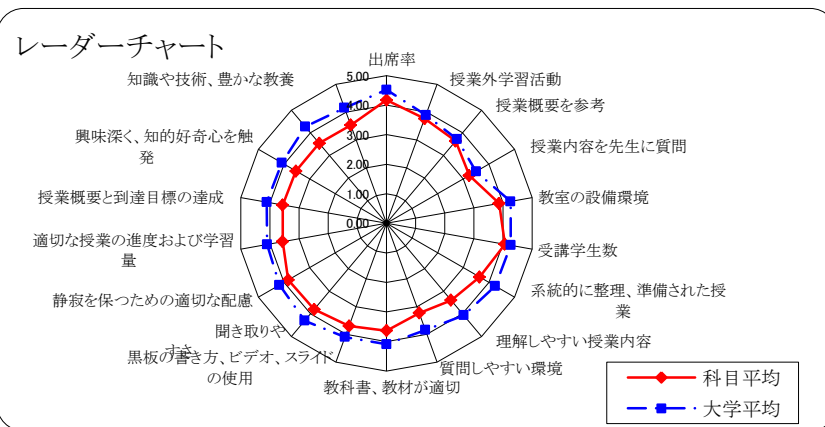 レーダーチャート
出席率
授業外学習活動
授業概要を参考
授業内容を先生に質問
教室の設備環境
受講学生数
系統的に整理、準備された授
業
理解しやすい授業内容
質問しやすい環境
教科書、教材が適切
黒板の書き方、ビデオ、スライド
の使用
聞き取りや
すさ
静寂を保つための適切な配慮
適切な授業の進度および学習
量
授業概要と到達目標の達成
興味深く、知的好奇心を触
発
知識や技術、豊かな教養
5.00
4.00
3.00
2.00
1.00
0.00
科目平均
大学平均